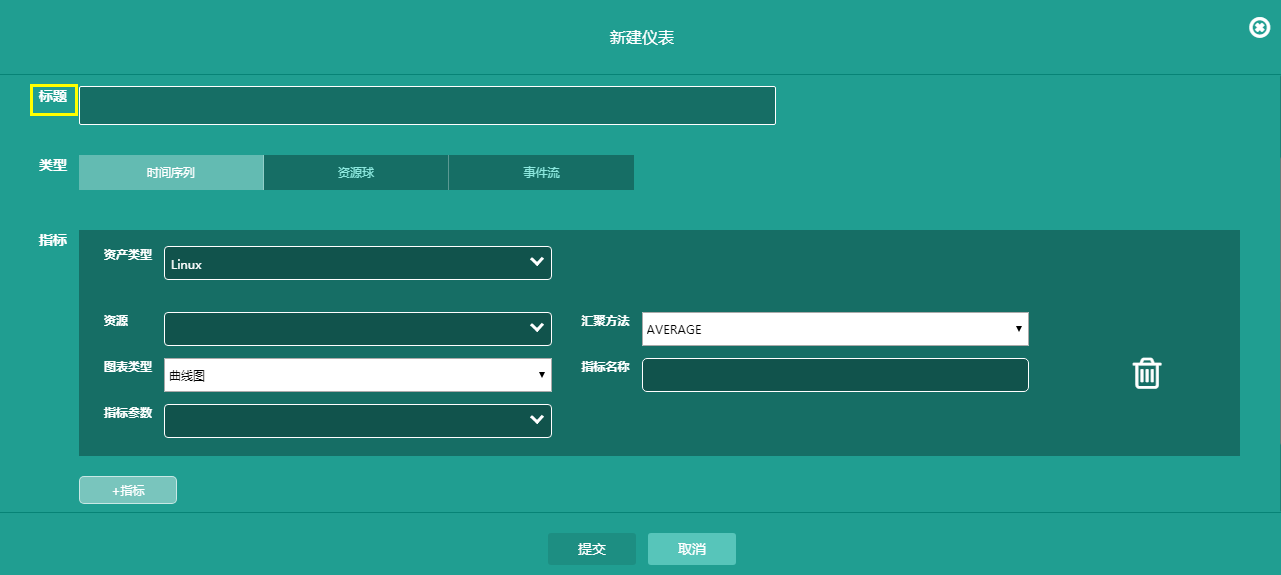 新建仪表
标题
类型
时间序列
资源球
事件流
指标
资产类型
Linux
资源
汇聚方法
AVERAGE
图表类型
曲线图
指标名称
指标参数
+指标
提交
取消